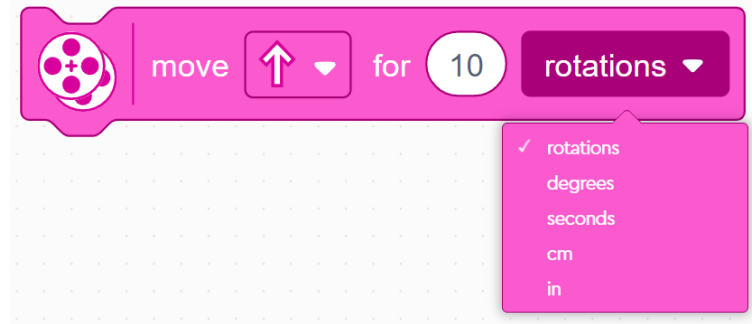 move for 10 rotations
rotations
degrees
seconds
cm
in